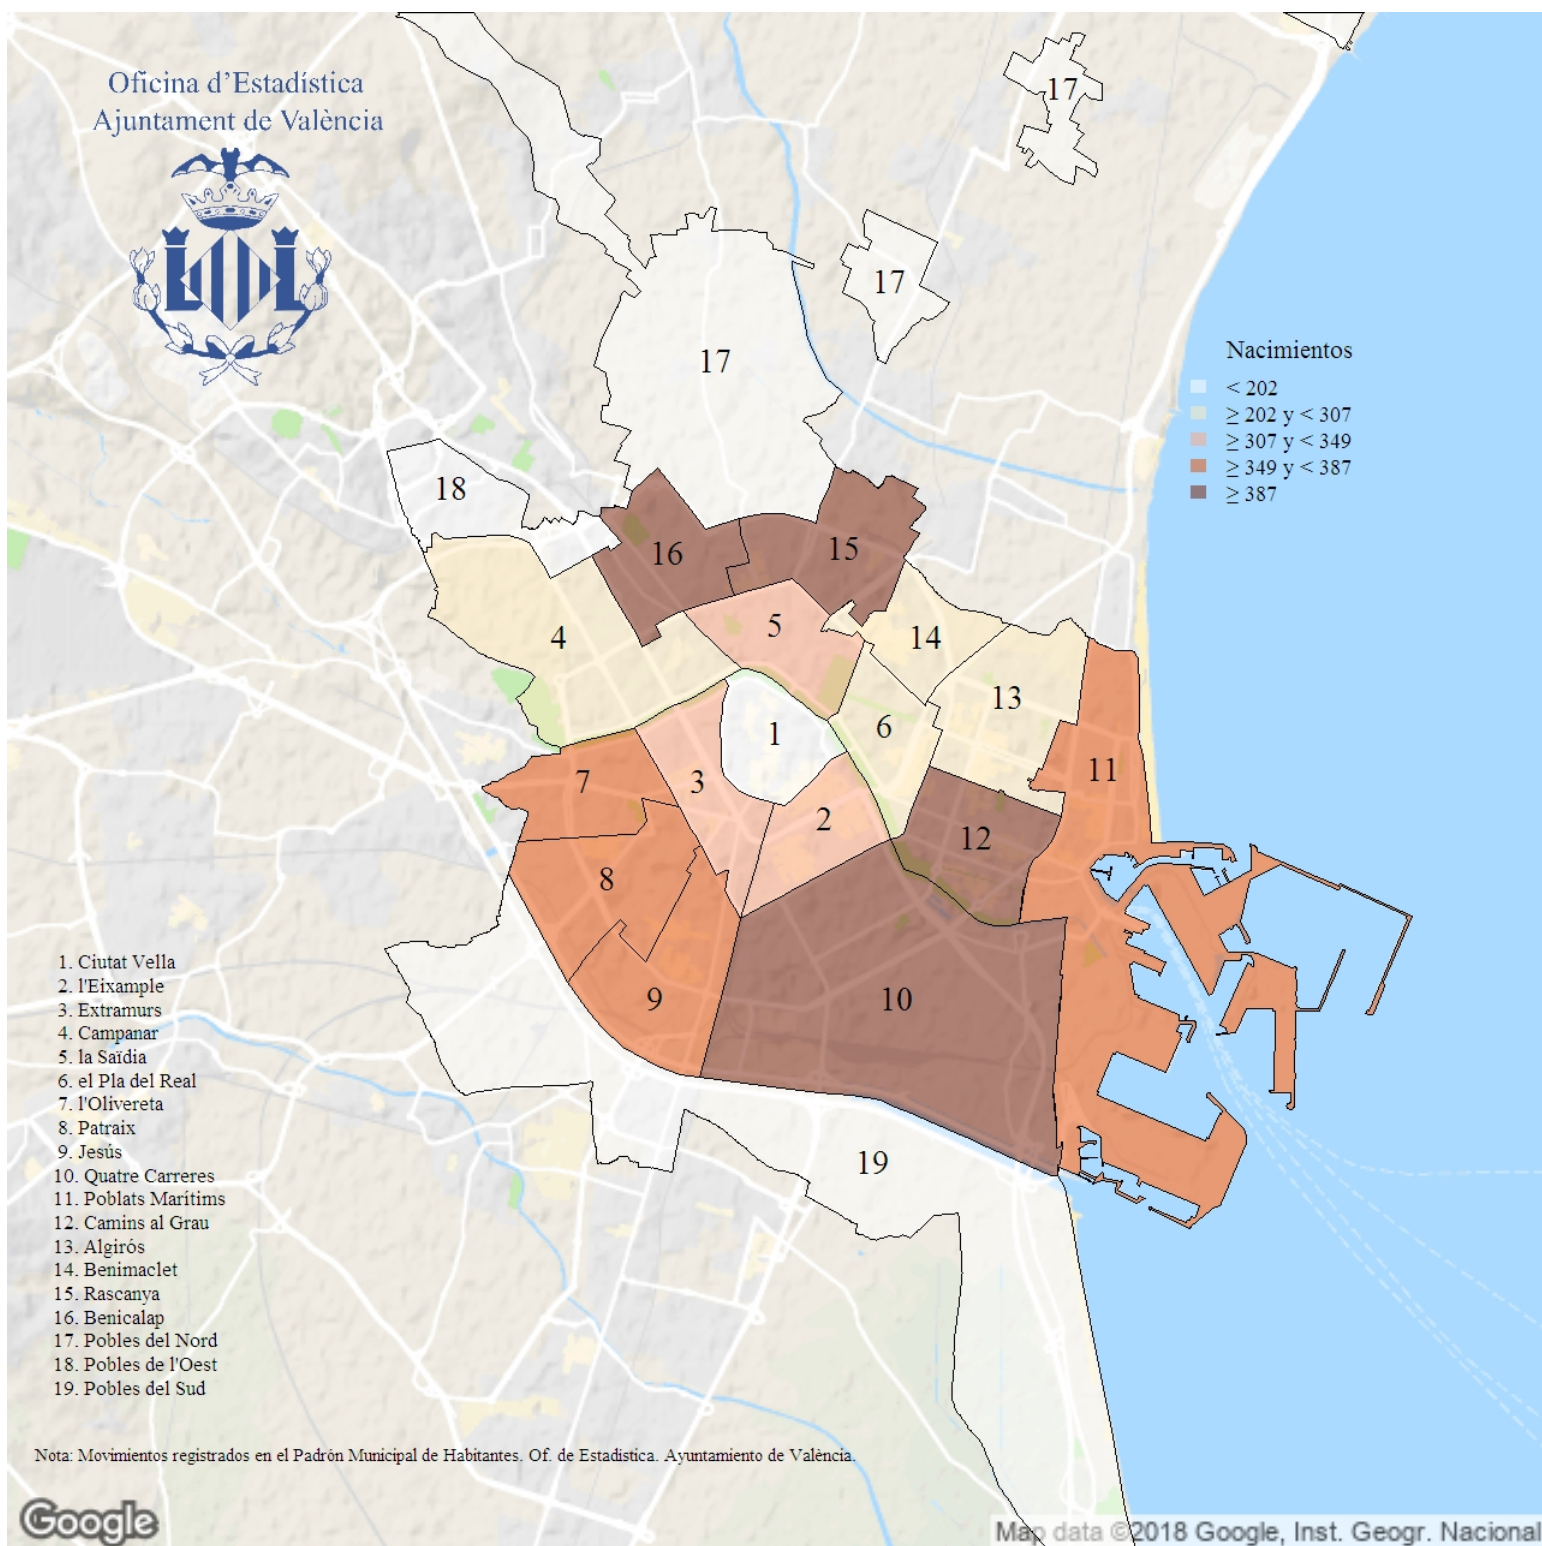 Oficina d’Estadística
Ajuntament de València
17
17
17
18
16
15
5
4
14
13
6
1
11
7
3
2
12
8
10
9
19
Nacimientos
< 202
≥ 202 y < 307
≥ 307 y < 349
≥ 349 y < 387
≥ 387
1. Ciutat Vella
2. l'Eixample
3. Extramurs
4. Campanar
5. la Saïdia
6. el Pla del Real
7. l'Olivereta
8. Patraix
9. Jesús
10. Quatre Carreres
11. Poblats Marítims
12. Camins al Grau
13. Algirós
14. Benimaclet
15. Rascanya
16. Benicalap
17. Pobles del Nord
18. Pobles de l'Oest
19. Pobles del Sud
Nota: Movimientos registrados en el Padrón Municipal de Habitantes. Of. de Estadística. Ayuntamiento de València.
Google
Map data ©2018 Google, Inst. Geogr. Nacional